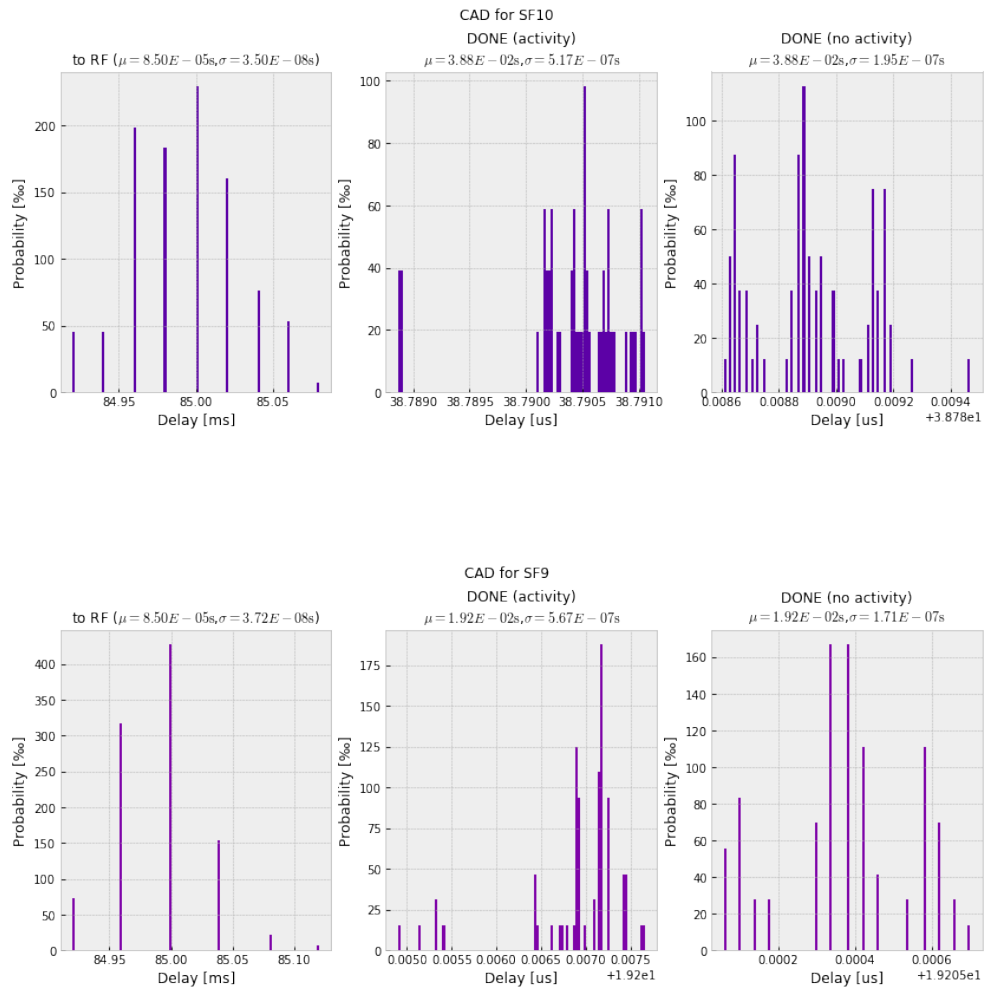 CAD for SF10
to RF (μ = 8.50E − 05s,σ = 3.50E − 08s)
DONE (activity)
μ = 3.88E − 02s,σ = 5.17E − 07s
DONE (no activity)
μ = 3.88E − 02s,σ = 1.95E − 07s
Probability [‰]
200
150
100
50
0
84.95 85.00 85.05
Delay [ms]
Probability [‰]
100
80
60
40
20
0
38.7890 38.7895 38.7900 38.7905 38.7910
Delay [us]
Probability [‰]
100
80
60
40
20
0
0.0086 0.0088 0.0090 0.0092 0.0094
+3.878e1
Delay [us]
CAD for SF9
to RF (μ = 8.50E − 05s,σ = 3.72E − 08s)
DONE (activity)
μ = 1.92E − 02s,σ = 5.67E − 07s
DONE (no activity)
μ = 1.92E − 02s,σ = 1.71E − 07s
Probability [‰]
400
350
300
250
200
150
100
50
0
84.95 85.00 85.05 85.10
Delay [ms]
Probability [‰]
175
150
125
100
75
50
25
0
0.0050 0.0055 0.0060 0.0065 0.0070 0.0075
+1.92e1
Delay [us]
Probability [‰]
160
140
120
100
80
60
40
20
0
0.0002 0.0004 0.0006
+1.9205e1
Delay [us]